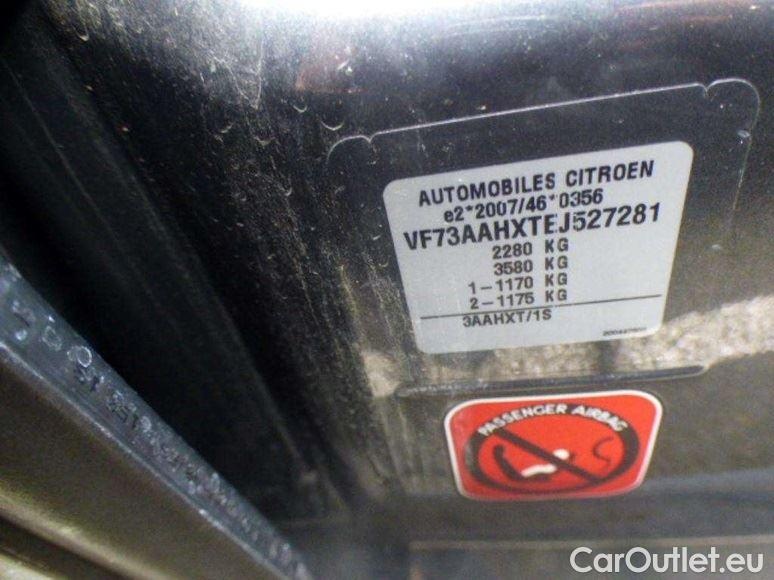 AUTOMOBILES CITROEN
e2*2007/46*0356
VF73AAHXTEJ527281
2280 KG
3580 KG
1-1170 KG
2-1175 KG
3AAHXT/1S
PASSENGER AIRBAG
CarOutlet.eu